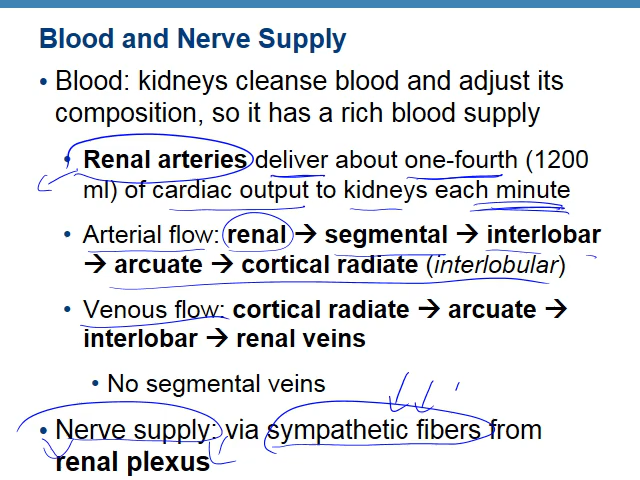 Blood and Nerve Supply
• Blood: kidneys cleanse blood and adjust its
composition, so it has a rich blood supply
• Renal arteries deliver about one-fourth (1200
ml) of cardiac output to kidneys each minute
• Arterial flow: renal → segmental → interlobar
→ arcuate → cortical radiate (interlobular)
• Venous flow: cortical radiate → arcuate →
interlobar → renal veins
• No segmental veins
• Nerve supply: via sympathetic fibers from
renal plexus